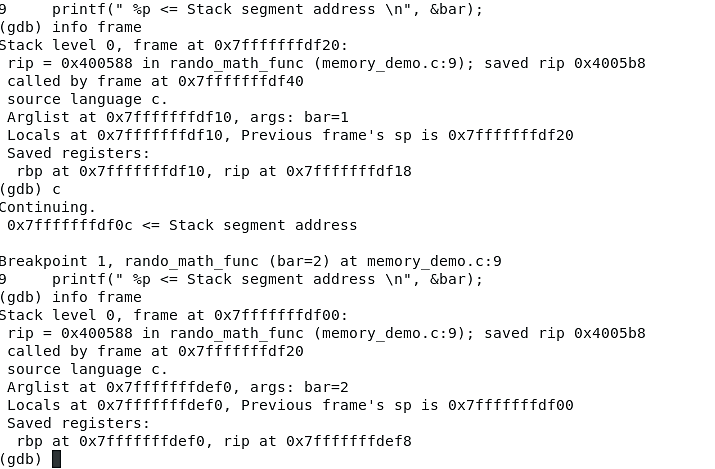 9     printf(" %p <= Stack segment address \n", &bar);
(gdb) info frame
Stack level 0, frame at 0x7fffffffdf20:
 rip = 0x400588 in rando_math_func (memory_demo.c:9); saved rip 0x4005b8
 called by frame at 0x7fffffffdf40
 source language c.
 Arglist at 0x7fffffffdf10, args: bar=1
 Locals at 0x7fffffffdf10, Previous frame's sp is 0x7fffffffdf20
 Saved registers:
  rbp at 0x7fffffffdf10, rip at 0x7fffffffdf18
(gdb) c
Continuing.
 0x7fffffffdf0c <= Stack segment address
Breakpoint 1, rando_math_func (bar=2) at memory_demo.c:9
9     printf(" %p <= Stack segment address \n", &bar);
(gdb) info frame
Stack level 0, frame at 0x7fffffffdf00:
 rip = 0x400588 in rando_math_func (memory_demo.c:9); saved rip 0x4005b8
 called by frame at 0x7fffffffdf20
 source language c.
 Arglist at 0x7fffffffdef0, args: bar=2
 Locals at 0x7fffffffdef0, Previous frame's sp is 0x7fffffffdf00
 Saved registers:
  rbp at 0x7fffffffdef0, rip at 0x7fffffffdef8
(gdb)